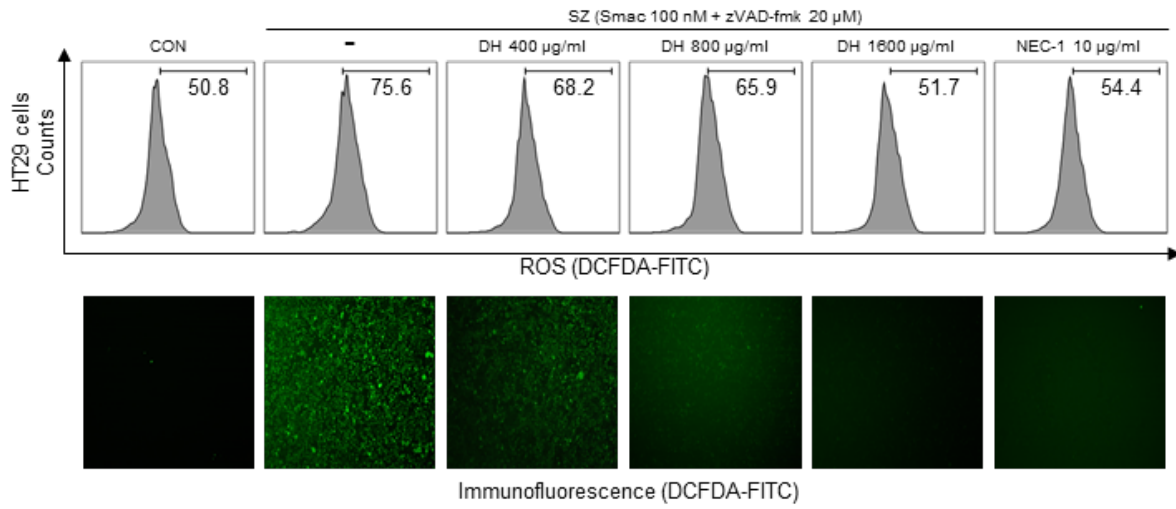 SZ (Smac 100 nM + zVAD-fmk 20 μM)
CON
-
DH 400 μg/ml
DH 800 μg/ml
DH 1600 μg/ml
NEC-1 10 μg/ml
50.8
75.6
68.2
65.9
51.7
54.4
HT29 cells
Counts
ROS (DCFDA-FITC)
Immunofluorescence (DCFDA-FITC)